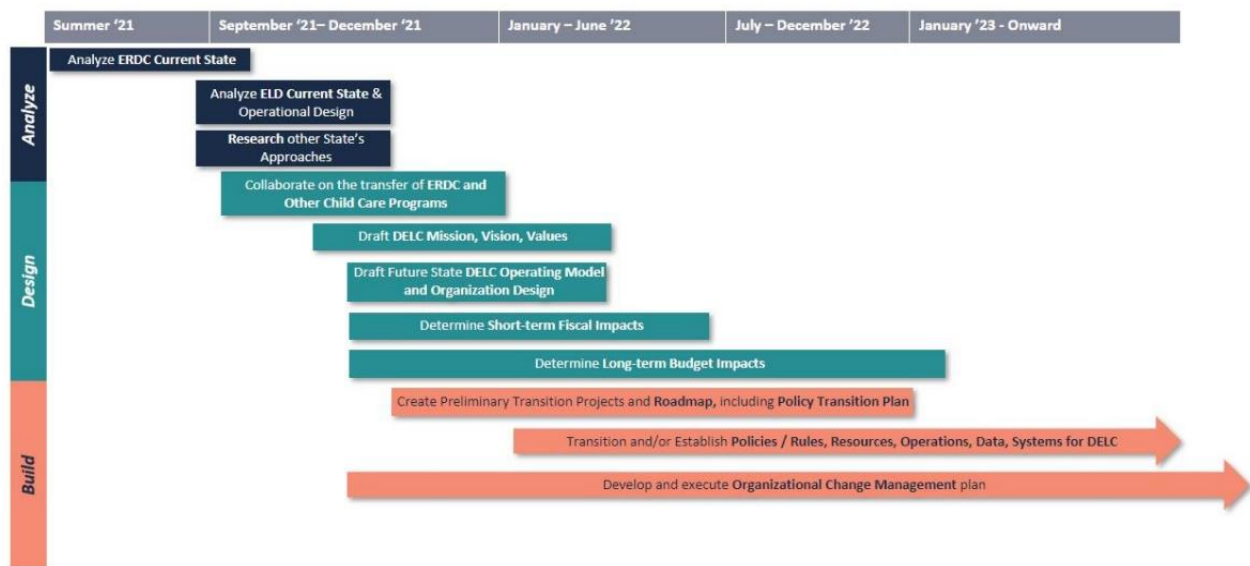 Summer '21
September '21– December '21
January – June '22
July – December '22
January '23 - Onward
Analyze
Analyze ERDC Current State
Analyze ELD Current State &
Operational Design
Research other State's
Approaches
Design
Collaborate on the transfer of ERDC and
Other Child Care Programs
Draft DELC Mission, Vision, Values
Draft Future State DELC Operating Model
and Organization Design
Determine Short-term Fiscal Impacts
Determine Long-term Budget Impacts
Build
Create Preliminary Transition Projects and Roadmap, including Policy Transition Plan
Transition and/or Establish Policies / Rules, Resources, Operations, Data, Systems for DELC
Develop and execute Organizational Change Management plan